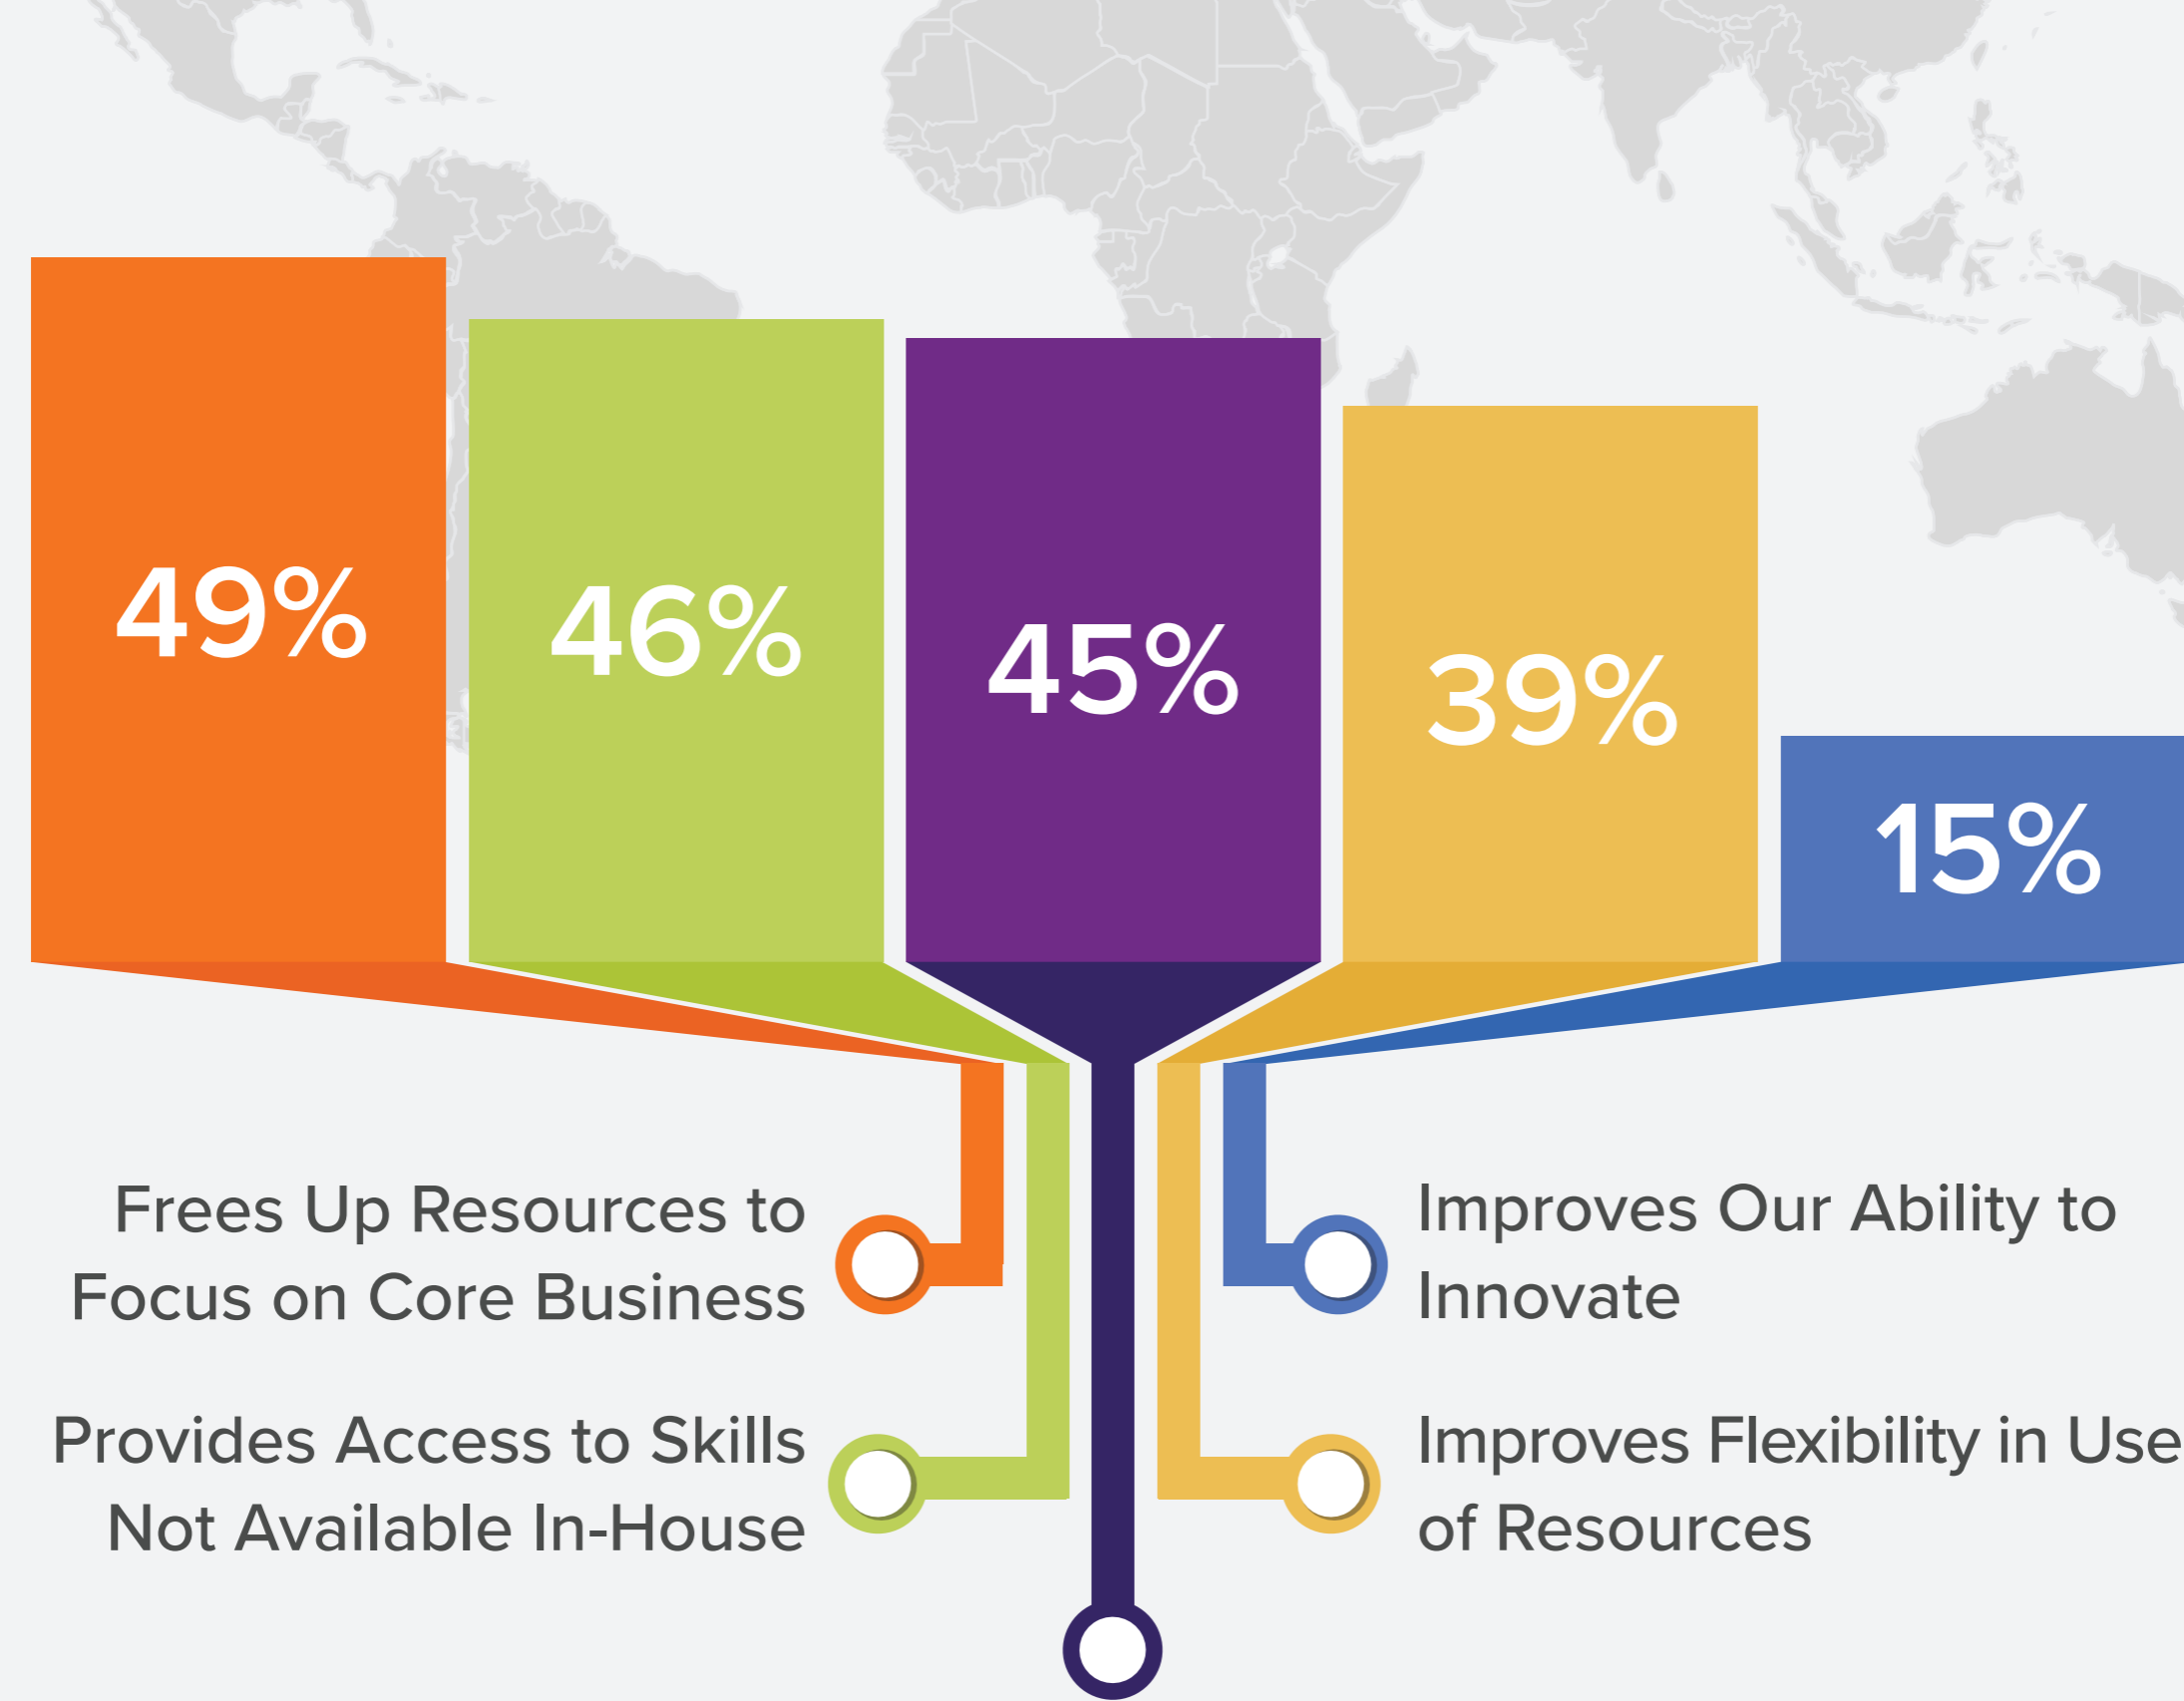 49%
46%
45%
39%
15%
Frees Up Resources to
Focus on Core Business
Provides Access to Skills
Not Available In-House
Improves Our Ability to
Innovate
Improves Flexibility in Use
of Resources